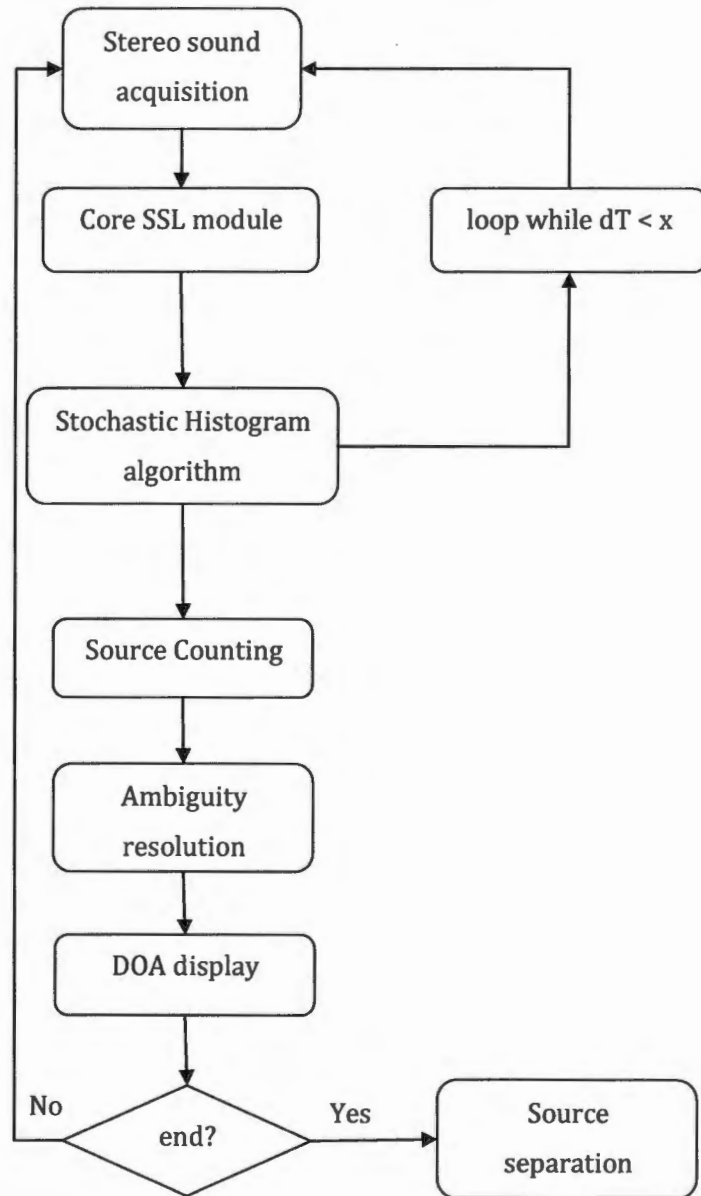 Stereo sound
acquisition
Core SSL module
loop while dT < x
Stochastic Histogram
algorithm
Source Counting
Ambiguity
resolution
DOA display
No
end?
Yes
Source
separation